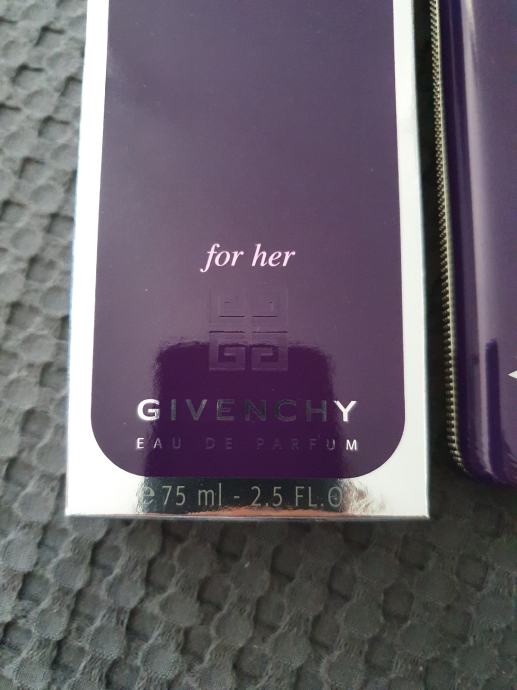 for her
GIVENCHY
EAU DE PARFUM
e 75 ml - 2.5 FL.O